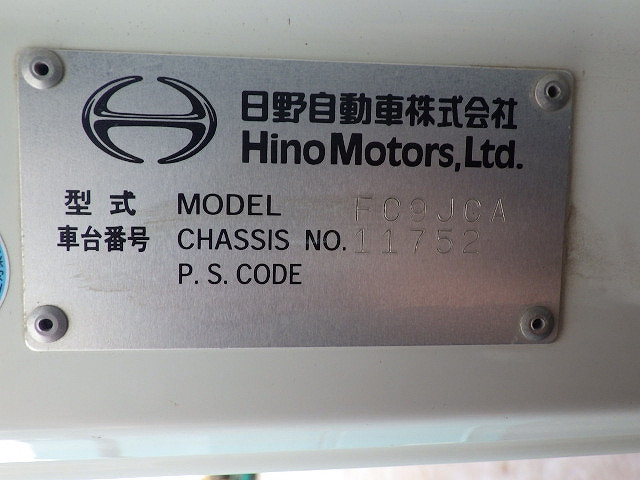 日野自動車株式会社
Hino Motors, Ltd.
型式 MODEL FC9JCA
車台番号 CHASSIS NO. 11752
P. S. CODE